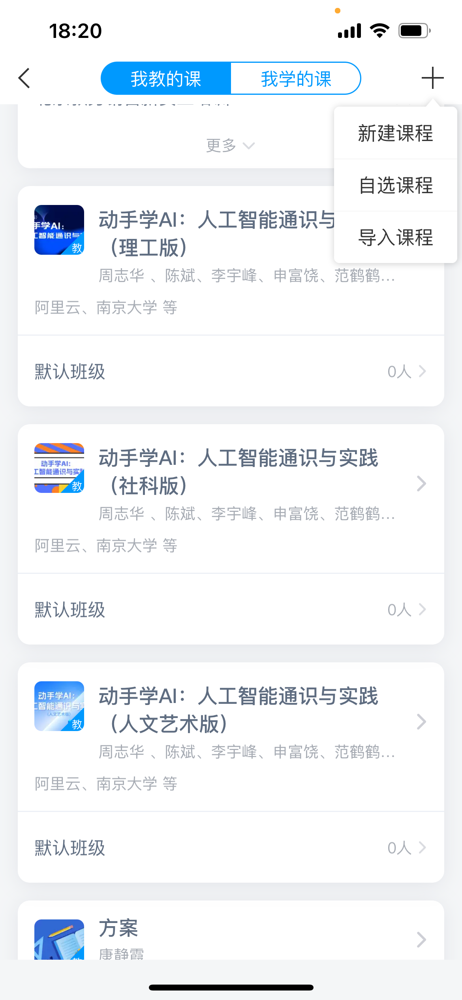 18:20
我教的课
我学的课
新建课程
自选课程
导入课程
更多
手学AI:
工智能通识与
教
动手学AI：人工智能通识与
（理工版）
周志华 、陈斌、李宇峰、申富饶、范鹤鹤...
阿里云、南京大学 等
默认班级
0人
动手学AI:
工智能通识与实践
教
动手学AI：人工智能通识与实践
（社科版）
周志华 、陈斌、李宇峰、申富饶、范鹤鹤...
阿里云、南京大学 等
默认班级
0人
动手学AI:
工智能通识与实
（人文艺术版）
教
动手学AI：人工智能通识与实践
（人文艺术版）
周志华 、陈斌、李宇峰、申富饶、范鹤鹤...
阿里云、南京大学 等
默认班级
0人
方案
康静霞
教